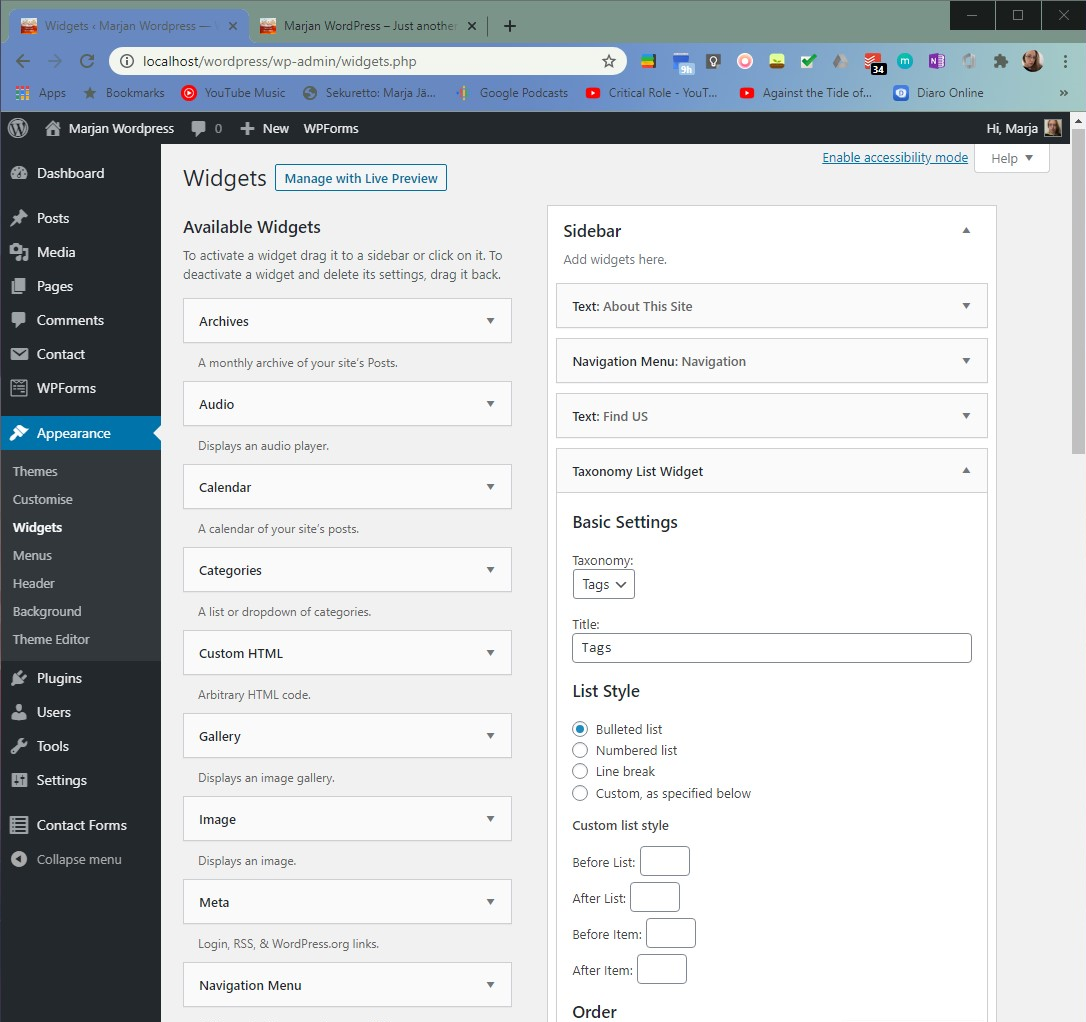 Widgets ‹ Marjan Wordpress —
Marjan WordPress – Just another
localhost/wordpress/wp-admin/widgets.php
9h
34
Apps
Bookmarks
YouTube Music
Sekuretto: Marja Jä...
Google Podcasts
Critical Role - YouT...
Against the Tide of...
Diaro Online
»
Marjan Wordpress
0
New
WPForms
Hi, Marja
Dashboard
Posts
Media
Pages
Comments
Contact
WPForms
Appearance
Themes
Customise
Widgets
Menus
Header
Background
Theme Editor
Plugins
Users
Tools
Settings
Contact Forms
Collapse menu
Enable accessibility mode
Help
Widgets
Manage with Live Preview
Available Widgets
To activate a widget drag it to a sidebar or click on it. To
deactivate a widget and delete its settings, drag it back.
Archives
A monthly archive of your site’s Posts.
Audio
Displays an audio player.
Calendar
A calendar of your site’s posts.
Categories
A list or dropdown of categories.
Custom HTML
Arbitrary HTML code.
Gallery
Displays an image gallery.
Image
Displays an image.
Meta
Login, RSS, & WordPress.org links.
Navigation Menu
Sidebar
Add widgets here.
Text: About This Site
Navigation Menu: Navigation
Text: Find US
Taxonomy List Widget
Basic Settings
Taxonomy:
Tags
Title:
Tags
List Style
Bulleted list
Numbered list
Line break
Custom, as specified below
Custom list style
Before List:
After List:
Before Item:
After Item:
Order